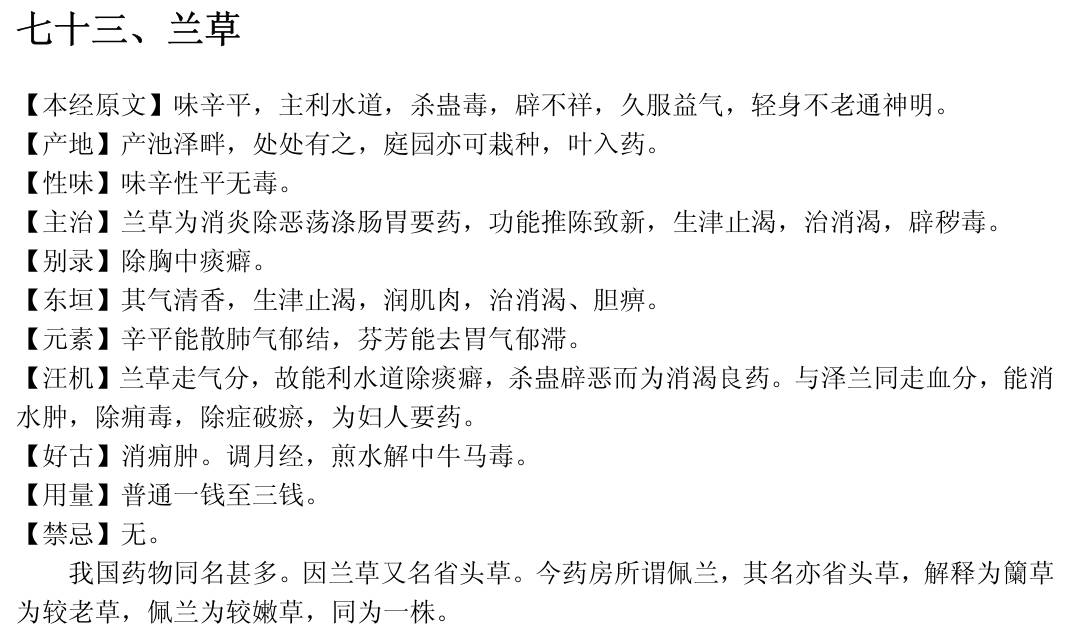 七十三、兰草
【本经原文】味辛平，主利水道，杀蛊毒，辟不祥，久服益气，轻身不老通神明。
【产地】产池泽畔，处处有之，庭园亦可栽种，叶入药。
【性味】味辛性平无毒。
【主治】兰草为消炎除恶荡涤肠胃要药，功能推陈致新，生津止渴，治消渴，辟秽毒。
【别录】除胸中痰癖。
【东垣】其气清香，生津止渴，润肌肉，治消渴、胆痹。
【元素】辛平能散肺气郁结，芬芳能去胃气郁滞。
【汪机】兰草走气分，故能利水道除痰癖，杀蛊辟恶而为消渴良药。与泽兰同走血分，能消
水肿，除痈毒，除症破瘀，为妇人要药。
【好古】消痈肿。调月经，煎水解中牛马毒。
【用量】普通一钱至三钱。
【禁忌】无。
我国药物同名甚多。因兰草又名省头草。今药房所谓佩兰，其名亦省头草，解释为蘭草
为较老草，佩兰为较嫩草，同为一株。